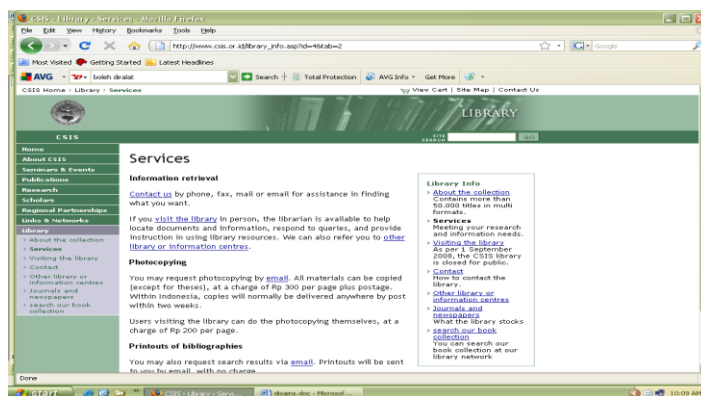 CSIS - Library - Services - Mozilla Firefox
File Edit View History Bookmarks Tools Help
http://www.csis.or.id/library_info.asp?id=4&tab=2
Google
Most Visited Getting Started Latest Headlines
AVG boleh diralat Search Total Protection AVG Info Get More
CSIS Home > Library > Services
View Cart | Site Map | Contact Us
LIBRARY
CSIS
SITE SEARCH GO
Home
About CSIS
Seminars & Events
Publications
Research
Scholars
Regional Partnerships
Links & Networks
Library
> About the collection
> Services
> Visiting the library
> Contact
> Other library or
information centres
> Journals and
newspapers
> search our book
collection
Services
Information retrieval
Contact us by phone, fax, mail or email for assistance in finding
what you want.
If you visit the library in person, the librarian is available to help
locate documents and information, respond to queries, and provide
instruction in using library resources. We can also refer you to other
library or information centres.
Photocopying
You may request photocopying by email. All materials can be copied
(except for theses), at a charge of Rp 300 per page plus postage.
Within Indonesia, copies will normally be delivered anywhere by post
within two weeks.
Users visiting the library can do the photocopying themselves, at a
charge of Rp 200 per page.
Printouts of bibliographies
You may also request search results via email. Printouts will be sent
to you by email, with no charge
Library Info
> About the collection
Contains more than
50.000 titles in multi
formats.
> Services
Meeting your research
and information needs.
> Visiting the library
As per 1 September
2008, the CSIS library
is closed for public.
> Contact
How to contact the
library.
> Other library or
information centres
> Journals and
newspapers
What the library stocks
> search our book
collection
You can search our
book collection at our
library network
Done
start
CSIS - Library - Servi...
disains.doc - Microsof...
10:09 AM